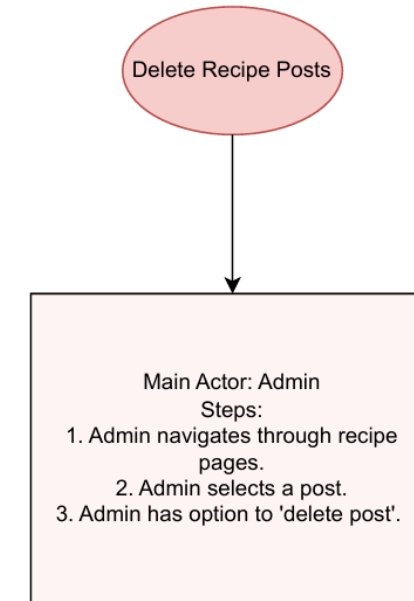 Delete Recipe Posts
Main Actor: Admin
Steps:
1. Admin navigates through recipe
pages.
2. Admin selects a post.
3. Admin has option to 'delete post'.